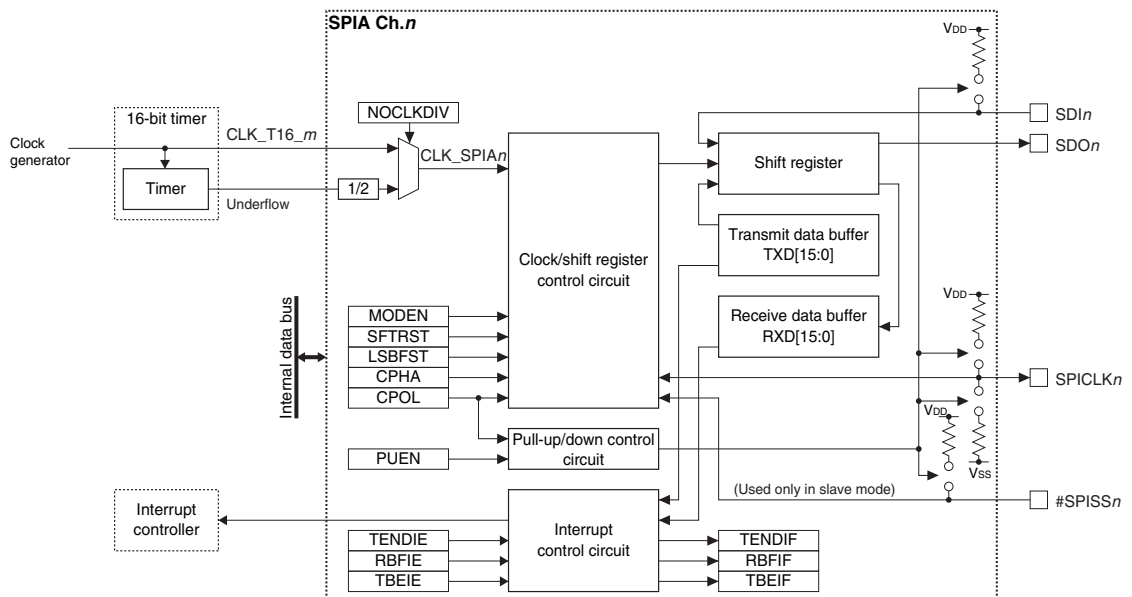 SPIA Ch.n
VDD
16-bit timer
NOCLKDIV
SDIn
Clock
generator
CLK_T16_m
CLK_SPIAn
SDOn
Timer
1/2
Underflow
Shift register
Transmit data buffer
TXD[15:0]
Clock/shift register
control circuit
Internal data bus
VDD
MODEN
SFTRST
LSBFST
CPHA
CPOL
Receive data buffer
RXD[15:0]
SPICLKn
VDD
Pull-up/down control
circuit
PUEN
VSS
(Used only in slave mode)
#SPISSn
Interrupt
controller
Interrupt
control circuit
TENDIE
RBFIE
TBEIE
TENDIF
RBFIF
TBEIF